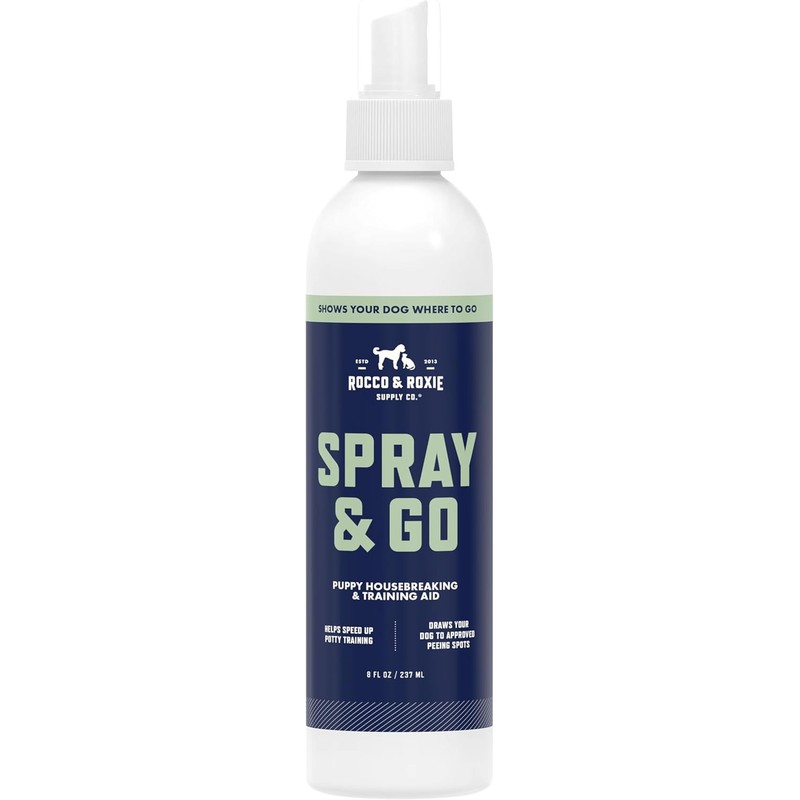 SHOWS YOUR DOG WHERE TO GO
ESTD 2013
ROCCO & ROXIE
SUPPLY CO.®
SPRAY
& GO
PUPPY HOUSEBREAKING
& TRAINING AID
HELPS SPEED UP
POTTY TRAINING
DRAWS YOUR
DOG TO APPROVED
PEEING SPOTS
8 FL OZ / 237 ML